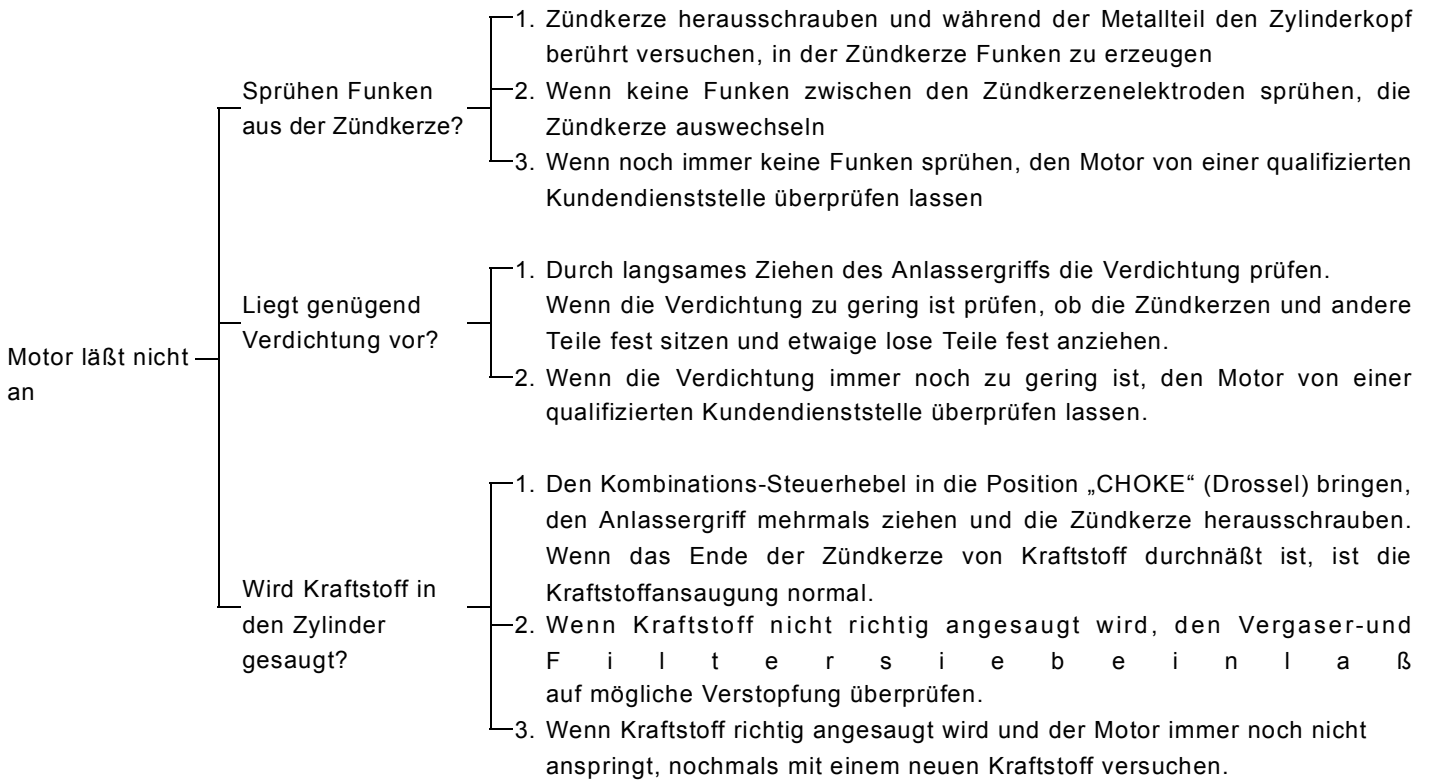 Motor läßt nicht
an
Sprühen Funken
aus der Zündkerze?
1. Zündkerze herausschrauben und während der Metallteil den Zylinderkopf
berührt versuchen, in der Zündkerze Funken zu erzeugen
2. Wenn keine Funken zwischen den Zündkerzenelektroden sprühen, die
Zündkerze auswechseln
3. Wenn noch immer keine Funken sprühen, den Motor von einer qualifizierten
Kundendienststelle überprüfen lassen
Liegt genügend
Verdichtung vor?
1. Durch langsames Ziehen des Anlassergriffs die Verdichtung prüfen.
Wenn die Verdichtung zu gering ist prüfen, ob die Zündkerzen und andere
Teile fest sitzen und etwaige lose Teile fest anziehen.
2. Wenn die Verdichtung immer noch zu gering ist, den Motor von einer
qualifizierten Kundendienststelle überprüfen lassen.
Wird Kraftstoff in
den Zylinder
gesaugt?
1. Den Kombinations-Steuerhebel in die Position „CHOKE“ (Drossel) bringen,
den Anlassergriff mehrmals ziehen und die Zündkerze herausschrauben.
Wenn das Ende der Zündkerze von Kraftstoff durchnäßt ist, ist die
Kraftstoffansaugung normal.
2. Wenn Kraftstoff nicht richtig angesaugt wird, den Vergaser-und
Filtersiebeinlaß
auf mögliche Verstopfung überprüfen.
3. Wenn Kraftstoff richtig angesaugt wird und der Motor immer noch nicht
anspringt, nochmals mit einem neuen Kraftstoff versuchen.